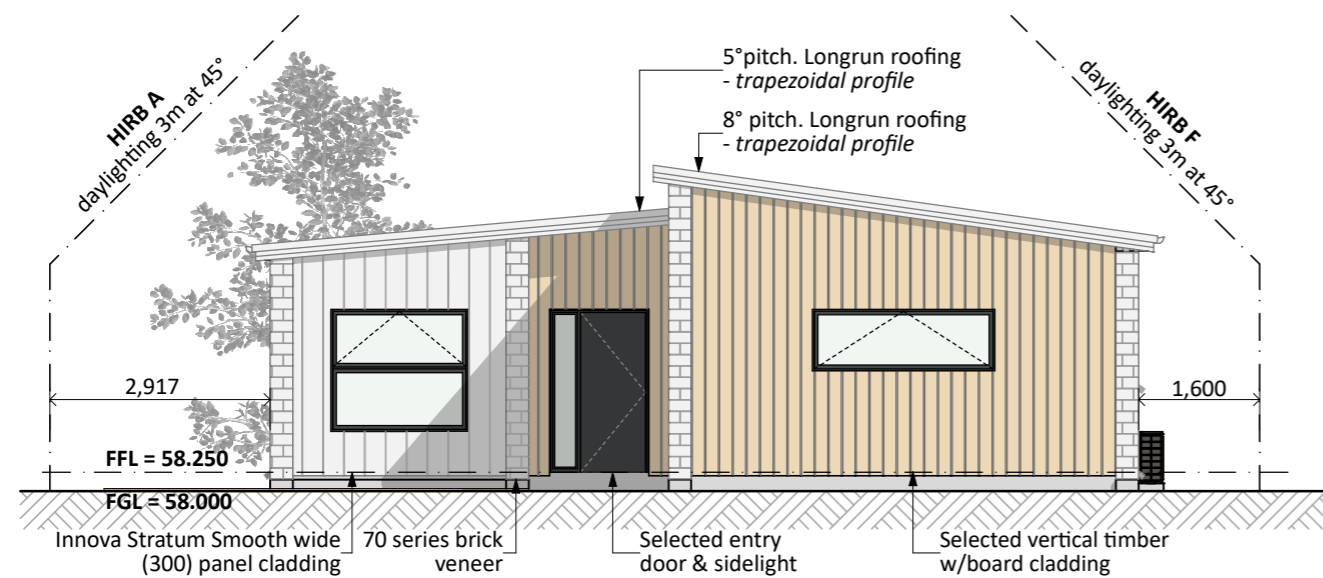 HIRB A
daylighting 3m at 45°
5°pitch. Longrun roofing
- trapezoidal profile
8° pitch. Longrun roofing
- trapezoidal profile
HIRB F
daylighting 3m at 45°
2,917
1,600
FFL = 58.250
FGL = 58.000
Innova Stratum Smooth wide
(300) panel cladding
70 series brick
veneer
Selected entry
door & sidelight
Selected vertical timber
w/board cladding